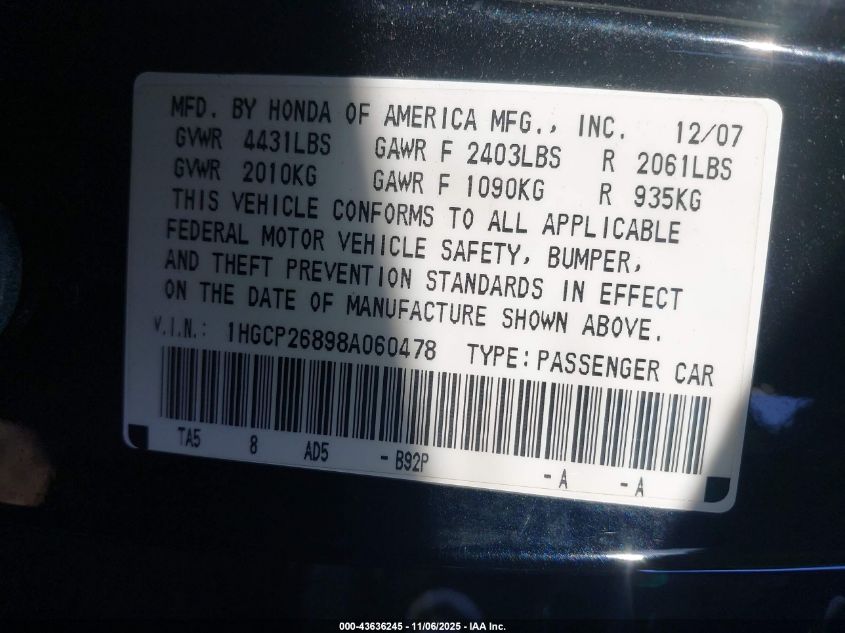 MFD. BY HONDA OF AMERICA MFG., INC. 12/07
GVWR 4431LBS GAWR F 2403LBS R 2061LBS
GVWR 2010KG GAWR F 1090KG R 935KG
THIS VEHICLE CONFORMS TO ALL APPLICABLE
FEDERAL MOTOR VEHICLE SAFETY, BUMPER,
AND THEFT PREVENTION STANDARDS IN EFFECT
ON THE DATE OF MANUFACTURE SHOWN ABOVE.
V.I.N.: 1HGCP26898A060478 TYPE: PASSENGER CAR
TA5 8 AD5 - B92P - A - A
000-43636245 - 11/06/2025 - IAA Inc.